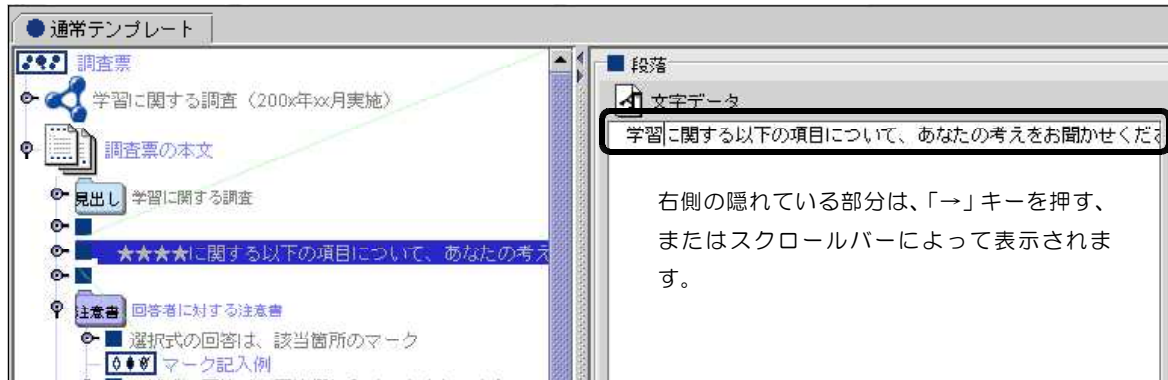 通常テンプレート
調査票
学習に関する調査（200x年xx月実施）
調査票の本文
見出し 学習に関する調査
★★★★に関する以下の項目について、あなたの考え
注意書 回答者に対する注意書
選択式の回答は、該当箇所のマーク
マーク記入例
段落
文字データ
学習に関する以下の項目について、あなたの考えをお聞かせくだ
右側の隠れている部分は、「→」キーを押す、
またはスクロールバーによって表示されま
す。